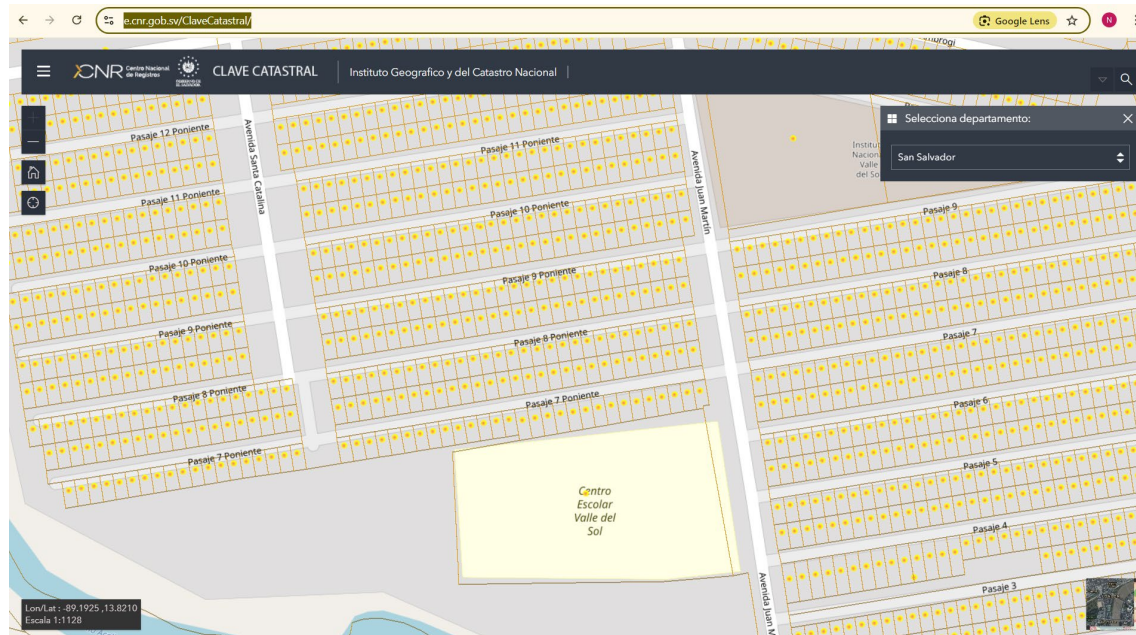 e.cnr.gob.sv/ClaveCatastral/
Google Lens
N
CNR Centro Nacional
de Registros
CLAVE CATASTRAL
Instituto Geografico y del Catastro Nacional
Selecciona departamento:
San Salvador
Pasaje 12 Poniente
Avenida Santa Catalina
Pasaje 11 Poniente
Avenida Juan Martín
Pasaje 11 Poniente
Pasaje 10 Poniente
Pasaje 9
Pasaje 10 Poniente
Pasaje 9 Poniente
Pasaje 8
Pasaje 9 Poniente
Pasaje 8 Poniente
Pasaje 7
Pasaje 8 Poniente
Pasaje 7 Poniente
Pasaje 6
Pasaje 7 Poniente
Pasaje 5
Centro
Escolar
Valle del
Sol
Pasaje 4
Pasaje 3
Avenida Juan M
Lon/Lat : -89.1925 ,13.8210
Escala 1:1128